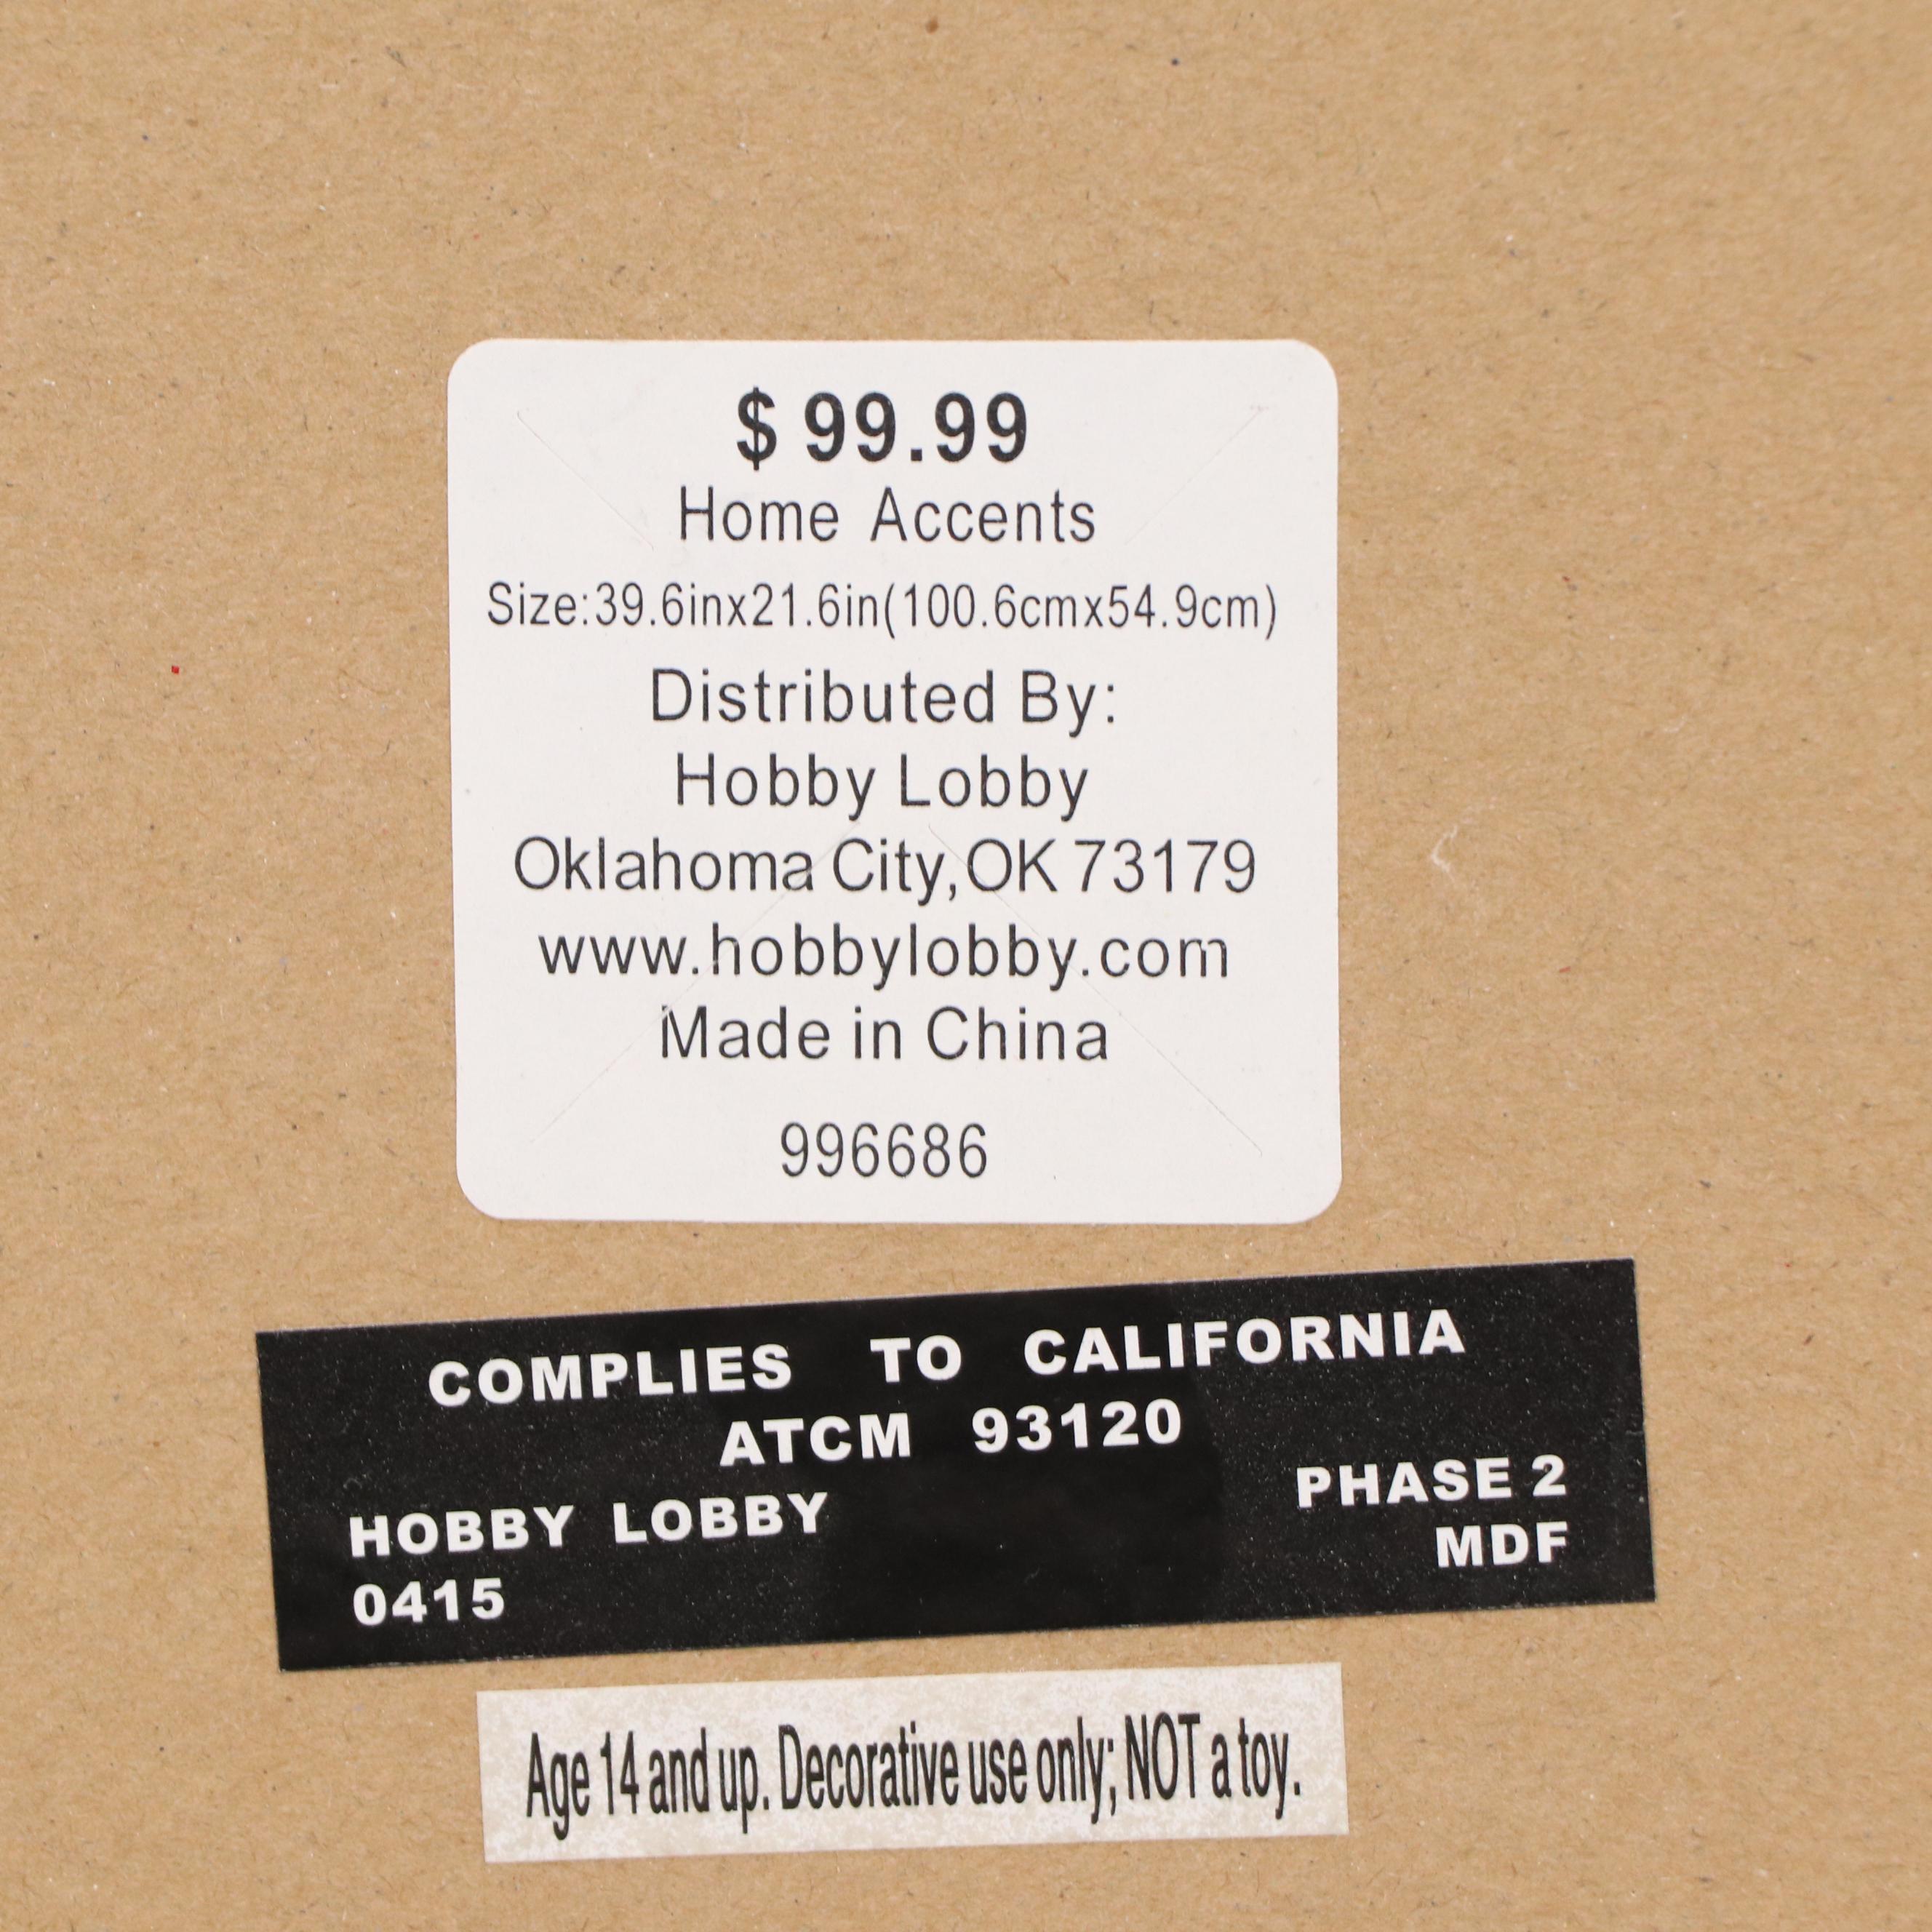 $ 99.99
Home Accents
Size:39.6inx21.6in(100.6cmx54.9cm)
Distributed By:
Hobby Lobby
Oklahoma City,OK 73179
www.hobbylobby.com
Made in China
996686
COMPLIES TO CALIFORNIA
ATCM 93120
HOBBY LOBBY PHASE 2
0415 MDF
Age 14 and up. Decorative use only; NOT a toy.